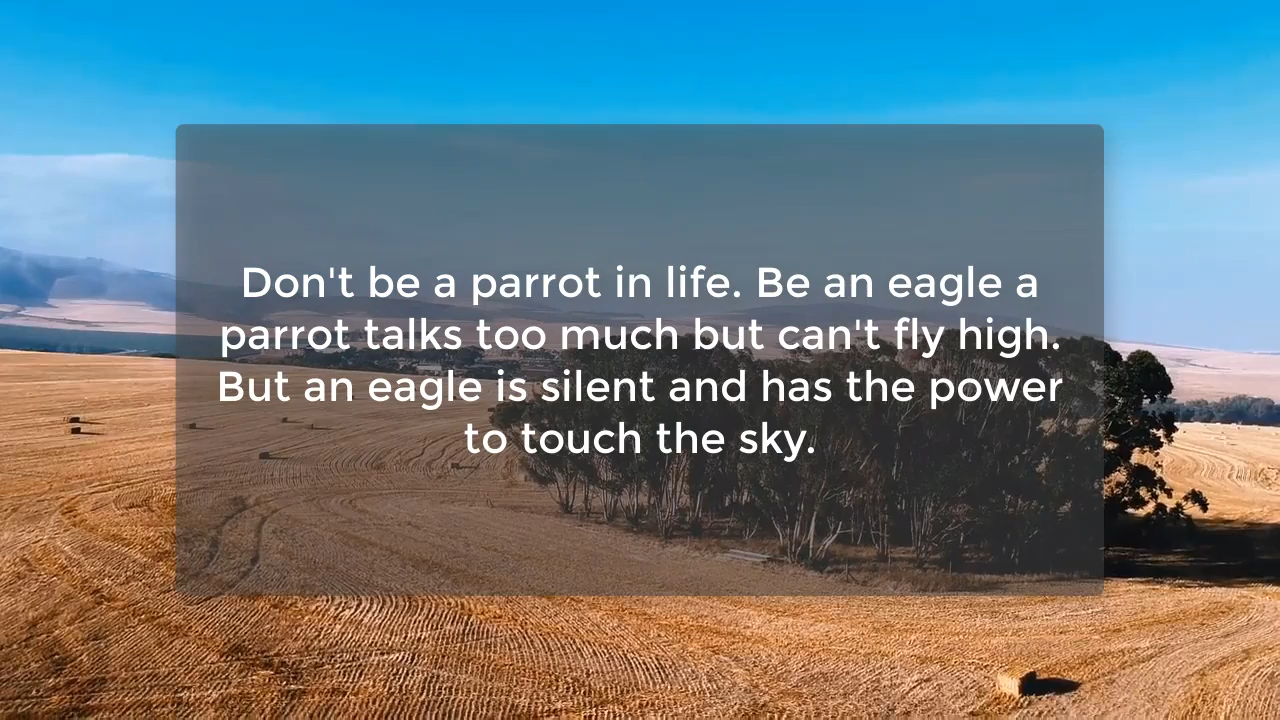 Don't be a parrot in life. Be an eagle a
parrot talks too much but can't fly high.
But an eagle is silent and has the power
to touch the sky.